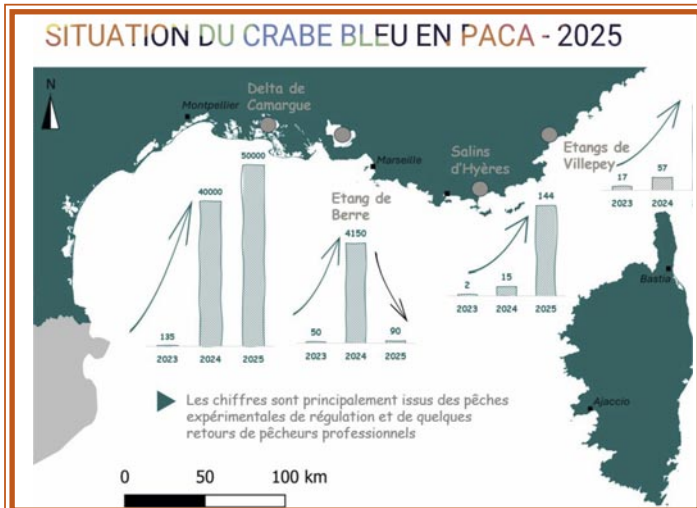 SITUATION DU CRABE BLEU EN PACA - 2025
N
Montpellier
Delta de
Camargue
Marseille
Etang de
Berre
Salins
d'Hyères
Etangs de
Villepey
135
40000
50000
2023
2024
2025
50
4150
90
2023
2024
2025
2
15
144
2023
2024
2025
17
57
2023
2024
Bastia
Ajaccio
Les chiffres sont principalement issus des pêches
expérimentales de régulation et de quelques
retours de pêcheurs professionnels
0 50 100 km